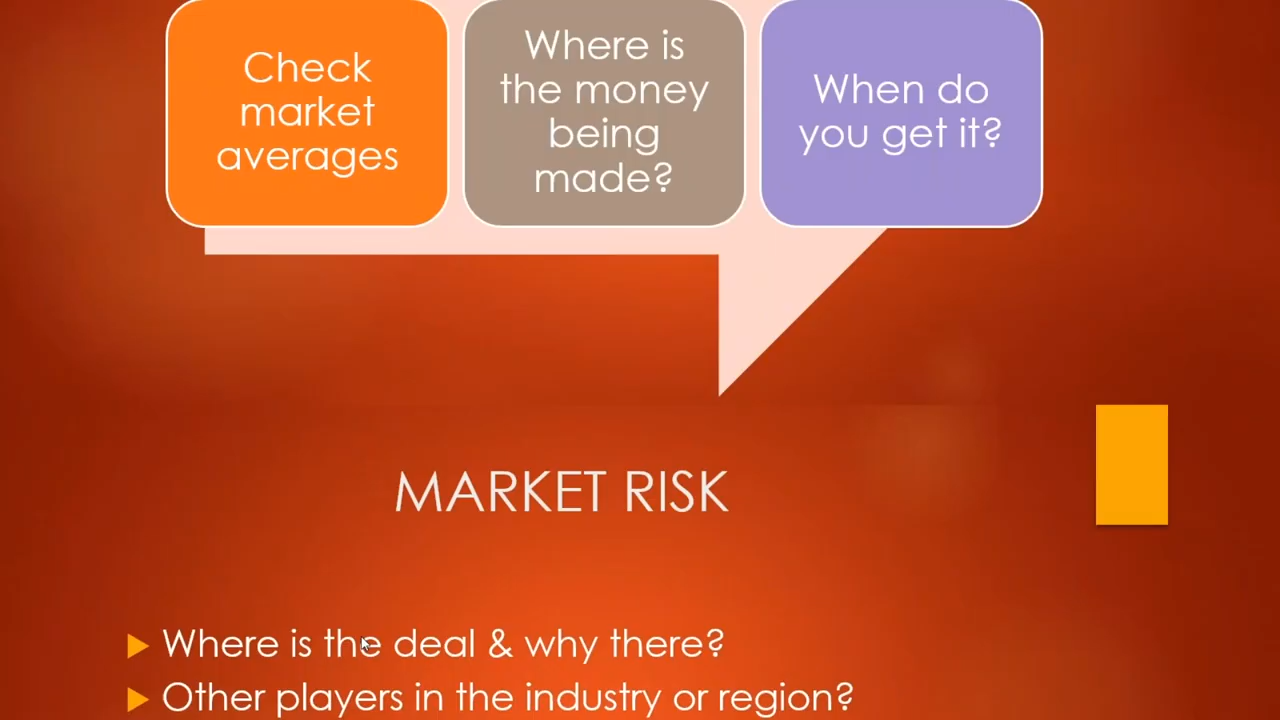 Check
market
averages
Where is
the money
being
made?
When do
you get it?
MARKET RISK
Where is the deal & why there?
Other players in the industry or region?